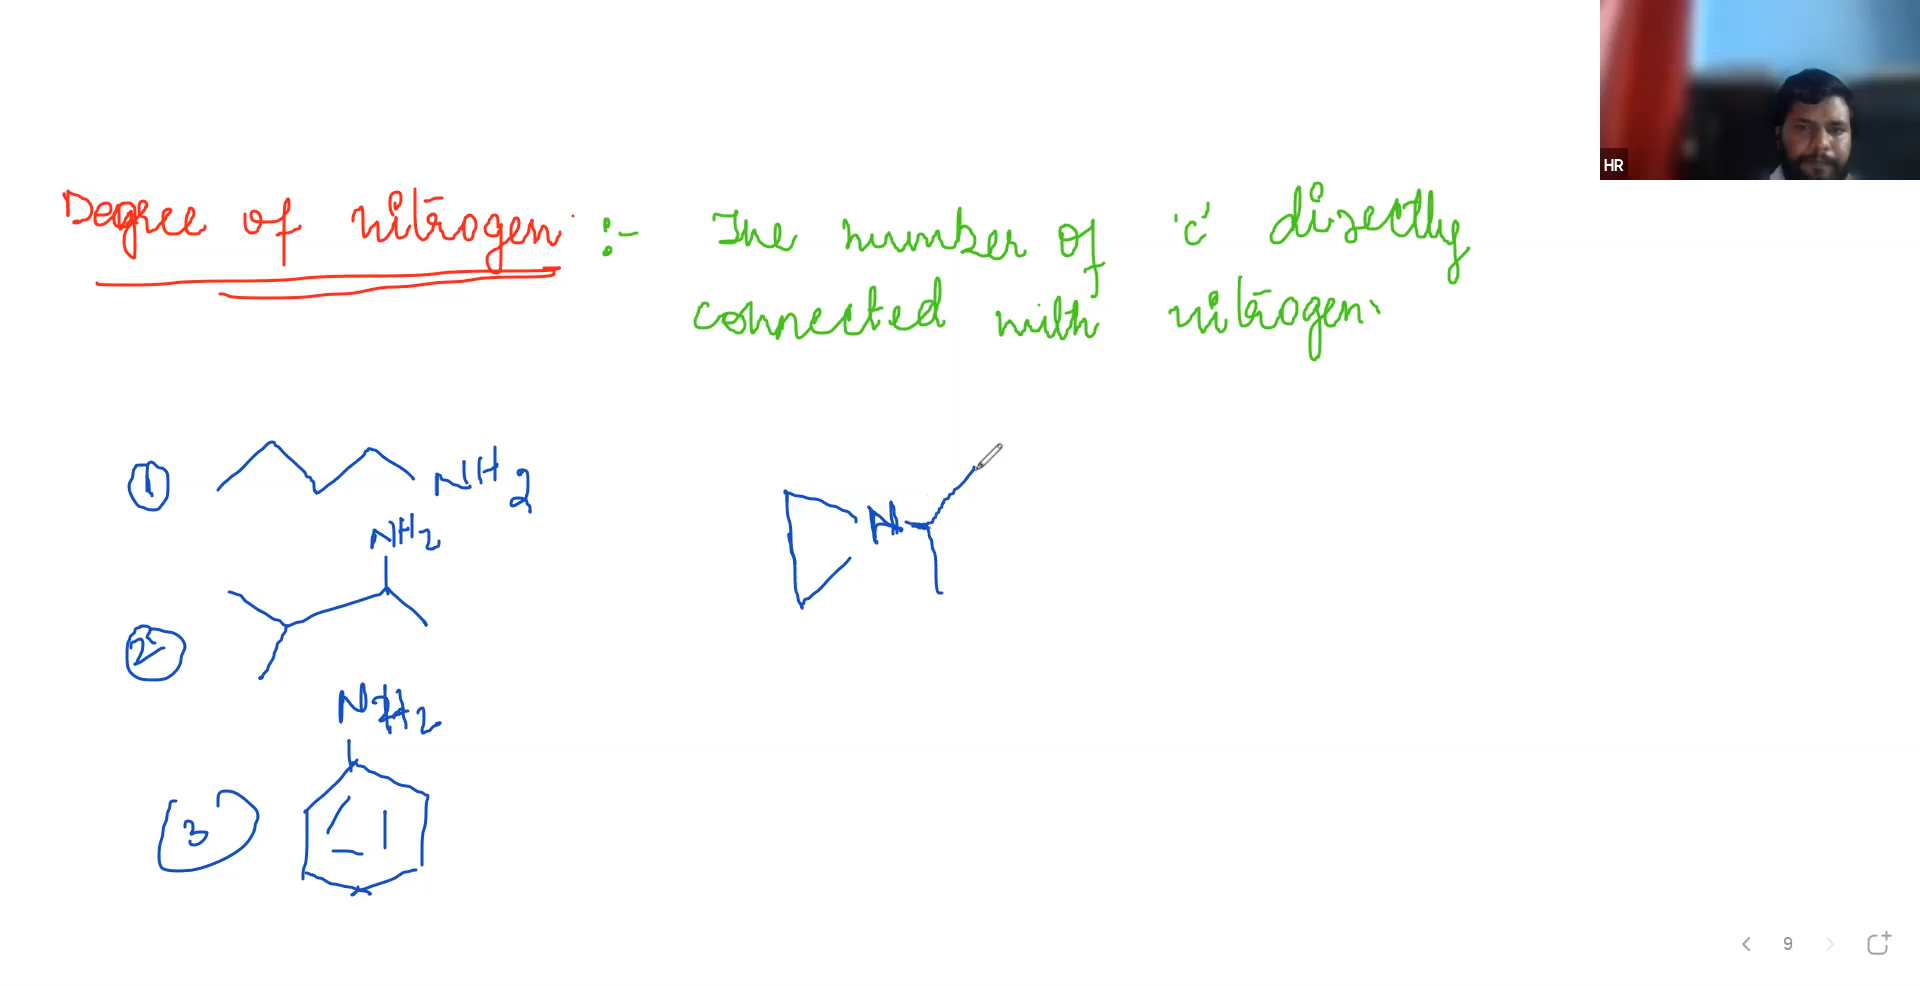 HR
Degree of nitrogen :- The number of 'c' directly
connected with nitrogen.
1 NH2
NH2
2
NH2
3
N
9